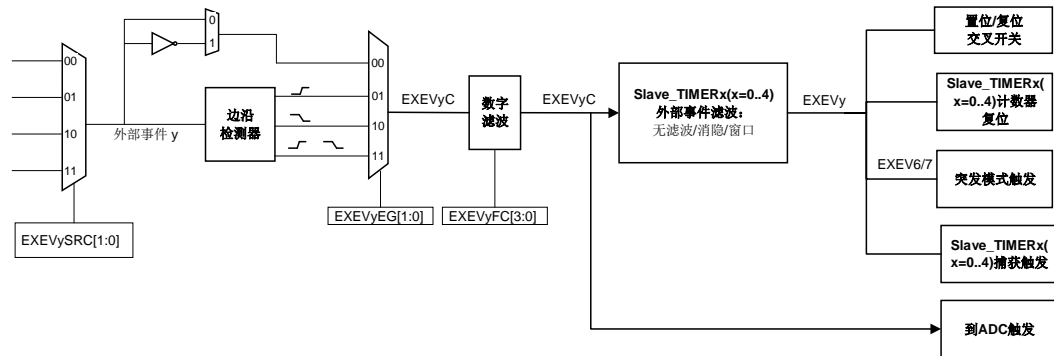 00
01
10
11
EXEVySRC[1:0]
外部事件 y
0
1
边沿
检测器
00
01
10
11
EXEVyEG[1:0]
EXEVyC
数字
滤波
EXEVyFC[3:0]
EXEVyC
Slave_TIMERx(x=0..4)
外部事件滤波：
无滤波/消隐/窗口
EXEVy
置位/复位
交叉开关
Slave_TIMERx(
x=0..4)计数器
复位
EXEV6/7
突发模式触发
Slave_TIMERx(
x=0..4)捕获触发
到ADC触发